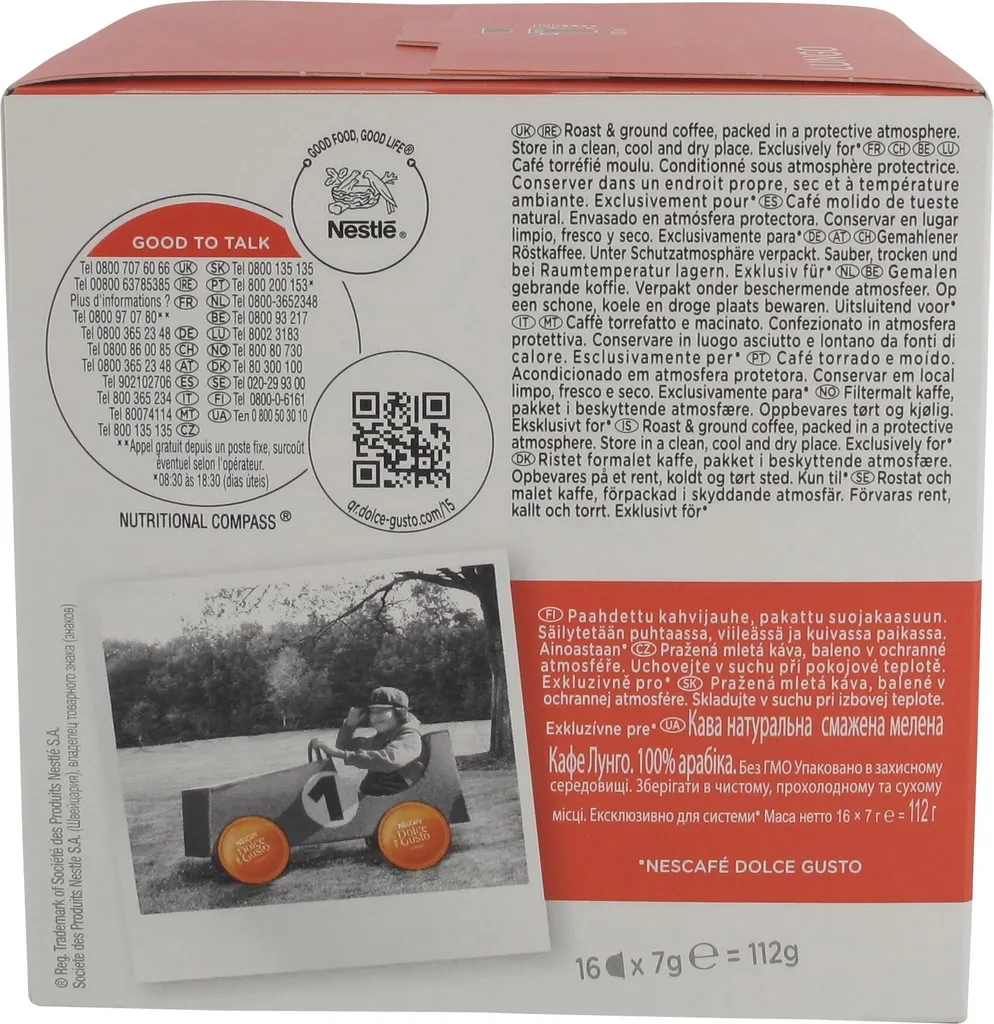 LUNGO
GOOD FOOD, GOOD LIFE®
Nestlé®
GOOD TO TALK
Tel 0800 707 60 66 UK SK Tel 0800 135 135
Tel 00800 63785385 IRE PT Tel 800 200 153*
Plus d'informations ? FR NL Tel 0800-3652348
Tel 0800 97 07 80** BE Tel 0800 93 217
Tel 0800 365 23 48 DE LU Tel 8002 3183
Tel 0800 86 00 85 CH NO Tel 800 80 730
Tel 0800 365 23 48 AT DK Tel 80 300 100
Tel 902102706 ES SE Tel 020-29 93 00
Tel 800 365 234 IT FI Tel 0800-0-6161
Tel 80074114 MT UA Тел 0 800 50 30 10
Tel 800 135 135 CZ
**Appel gratuit depuis un poste fixe, surcoût
éventuel selon l'opérateur.
*08:30 às 18:30 (dias úteis)
NUTRITIONAL COMPASS ®
qr.dolce-gusto.com/15
UK IRE Roast & ground coffee, packed in a protective atmosphere.
Store in a clean, cool and dry place. Exclusively for* FR CH BE LU
Café torréfié moulu. Conditionné sous atmosphère protectrice.
Conserver dans un endroit propre, sec et à température
ambiante. Exclusivement pour* ES Café molido de tueste
natural. Envasado en atmósfera protectora. Conservar en lugar
limpio, fresco y seco. Exclusivamente para* DE AT CH Gemahlener
Röstkaffee. Unter Schutzatmosphäre verpackt. Sauber, trocken und
bei Raumtemperatur lagern. Exklusiv für* NL BE Gemalen
gebrande koffie. Verpakt onder beschermende atmosfeer. Op
een schone, koele en droge plaats bewaren. Uitsluitend voor*
IT MT Caffè torrefatto e macinato. Confezionato in atmosfera
protettiva. Conservare in luogo asciutto e lontano da fonti di
calore. Esclusivamente per* PT Café torrado e moído.
Acondicionado em atmosfera protetora. Conservar em local
limpo, fresco e seco. Exclusivamente para* NO Filtermalt kaffe,
pakket i beskyttende atmosfære. Oppbevares tørt og kjølig.
Eksklusivt for* IS Roast & ground coffee, packed in a protective
atmosphere. Store in a clean, cool and dry place. Exclusively for*
DK Ristet formalet kaffe, pakket i beskyttende atmosfære.
Opbevares på et rent, koldt og tørt sted. Kun til* SE Rostat och
malet kaffe, förpackad i skyddande atmosfär. Förvaras rent,
kallt och torrt. Exklusivt för*
FI Paahdettu kahvijauhe, pakattu suojakaasuun.
Säilytetään puhtaassa, viileässä ja kuivassa paikassa.
Ainoastaan* CZ Pražená mletá káva, baleno v ochranné
atmosféře. Uchovejte v suchu při pokojové teplotě.
Exkluzivně pro* SK Pražená mletá káva, balené v
ochrannej atmosfére. Skladujte v suchu pri izbovej teplote.
Exkluzívne pre* UA Кава натуральна смажена мелена
Кафе Лунго. 100% арабіка. Без ГМО Упаковано в захисному
середовищі. Зберігати в чистому, прохолодному та сухому
місці. Ексклюзивно для системи* Маса нетто 16 x 7 г e = 112 г
*NESCAFÉ DOLCE GUSTO
® Reg. Trademark of Société des Produits Nestlé S.A.
Société des Produits Nestlé S.A. (Швейцария), владелец товарного знака (знаков)
1
NESCAFÉ
Dolce
Gusto
NESCAFÉ
Dolce
Gusto
16 x 7g e = 112g